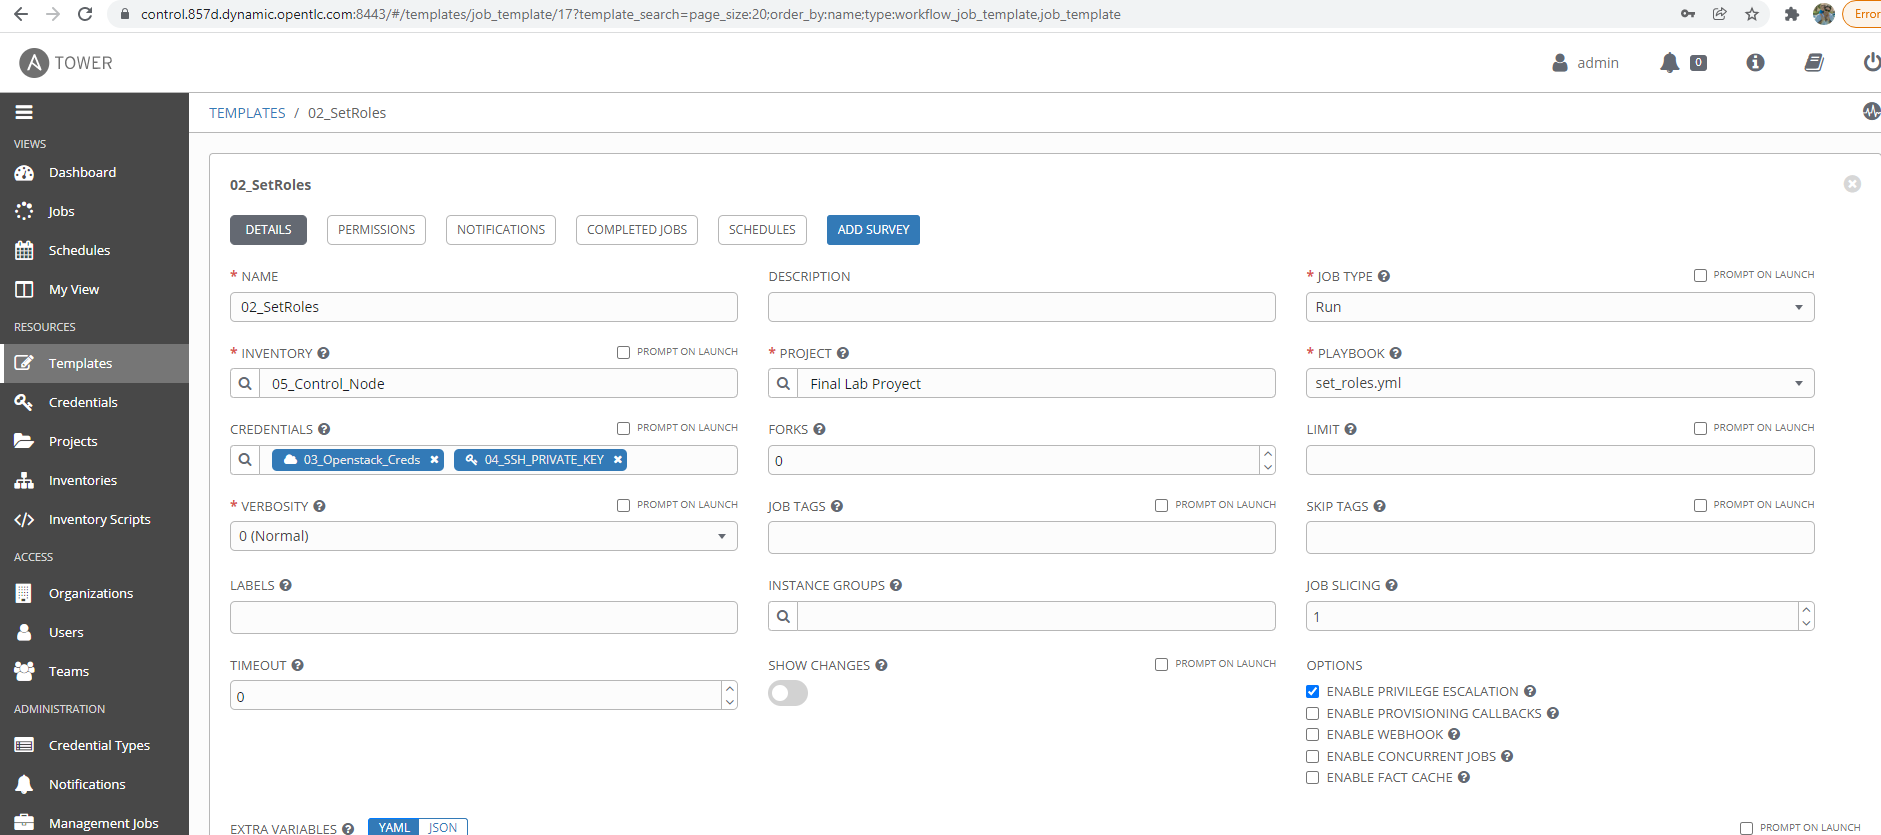 control.857d.dynamic.opentlc.com:8443/#/templates/job_template/17?template_search=page_size:20;order_by:name;type:workflow_job_template,job_template
Error
A TOWER
admin
0
VIEWS
Dashboard
Jobs
Schedules
My View
RESOURCES
Templates
Credentials
Projects
Inventories
Inventory Scripts
ACCESS
Organizations
Users
Teams
ADMINISTRATION
Credential Types
Notifications
Management Jobs
TEMPLATES / 02_SetRoles
02_SetRoles
DETAILS PERMISSIONS NOTIFICATIONS COMPLETED JOBS SCHEDULES ADD SURVEY
* NAME
02_SetRoles
DESCRIPTION
* JOB TYPE ? PROMPT ON LAUNCH
Run
* INVENTORY ? PROMPT ON LAUNCH
05_Control_Node
* PROJECT ?
Final Lab Proyect
* PLAYBOOK ?
set_roles.yml
CREDENTIALS ? PROMPT ON LAUNCH
03_Openstack_Creds 04_SSH_PRIVATE_KEY
FORKS ?
0
LIMIT ? PROMPT ON LAUNCH
* VERBOSITY ? PROMPT ON LAUNCH
0 (Normal)
JOB TAGS ? PROMPT ON LAUNCH
SKIP TAGS ? PROMPT ON LAUNCH
LABELS ?
INSTANCE GROUPS ?
JOB SLICING ?
1
TIMEOUT ?
0
SHOW CHANGES ? PROMPT ON LAUNCH
OPTIONS
ENABLE PRIVILEGE ESCALATION ?
ENABLE PROVISIONING CALLBACKS ?
ENABLE WEBHOOK ?
ENABLE CONCURRENT JOBS ?
ENABLE FACT CACHE ?
EXTRA VARIABLES ? YAML JSON PROMPT ON LAUNCH